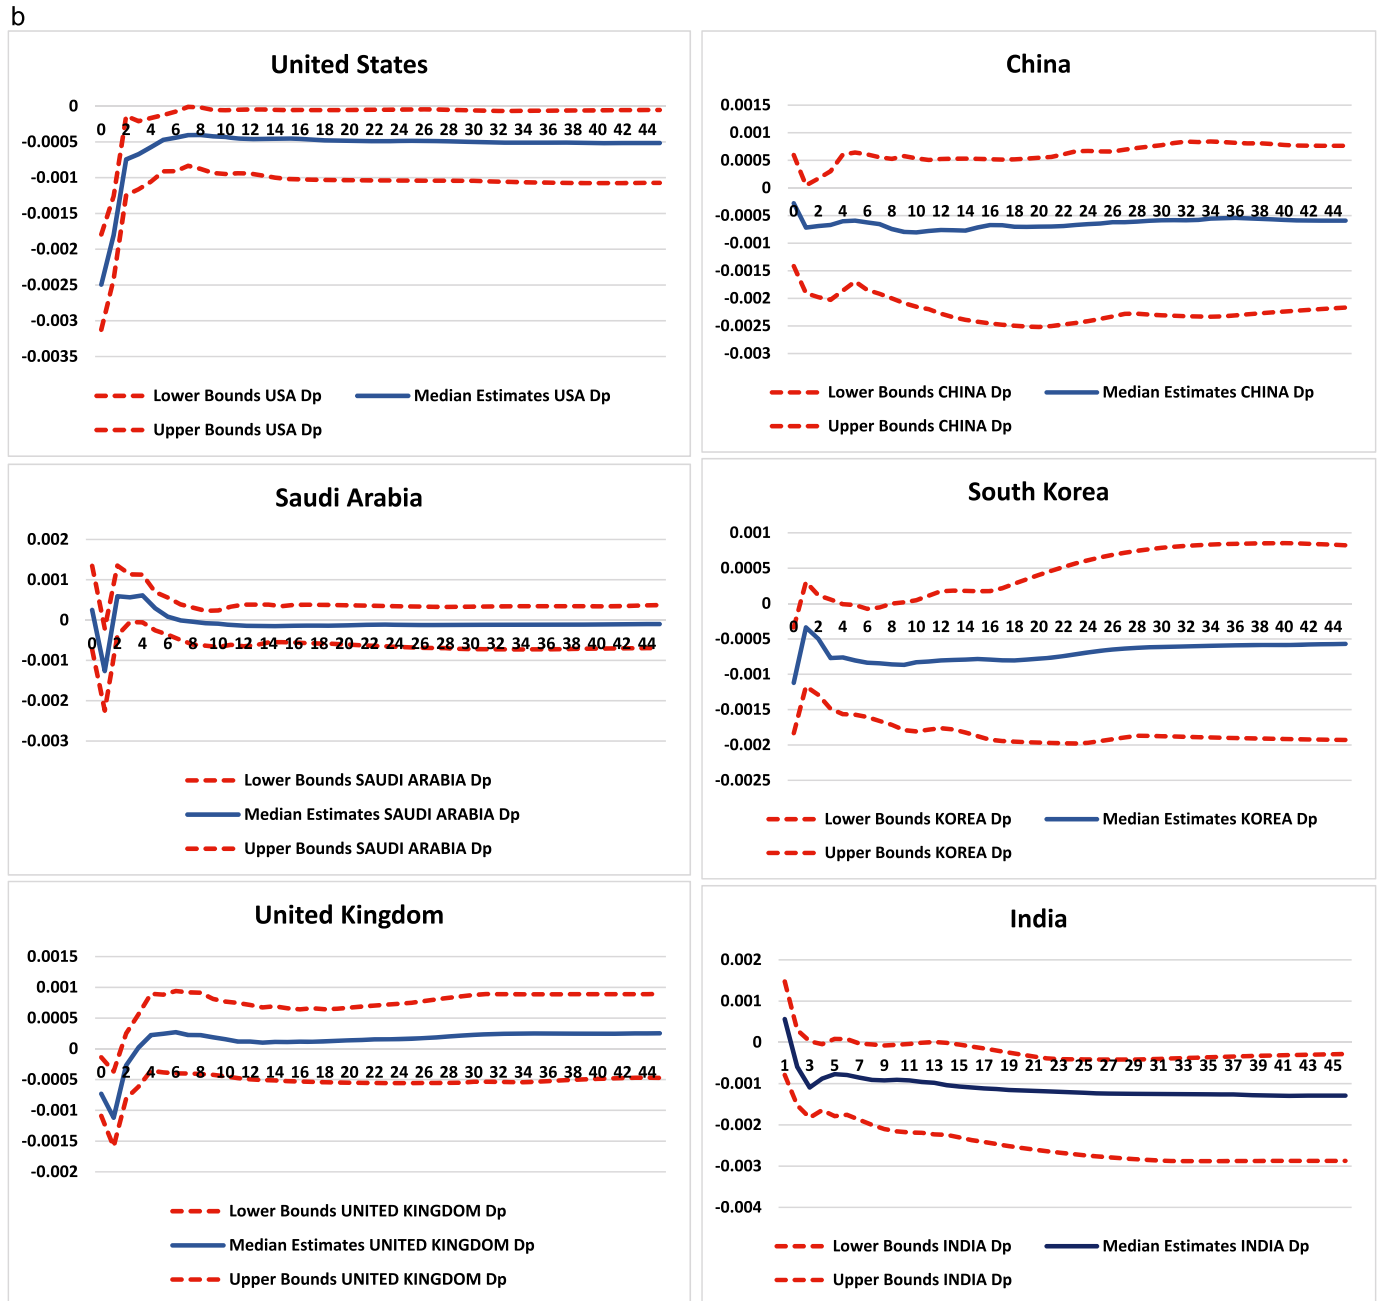 b
United States
0
-0.0005
-0.001
-0.0015
-0.002
-0.0025
-0.003
-0.0035
0 2 4 6 8 10 12 14 16 18 20 22 24 26 28 30 32 34 36 38 40 42 44
Lower Bounds USA Dp
Median Estimates USA Dp
Upper Bounds USA Dp
China
0.0015
0.001
0.0005
0
-0.0005
-0.001
-0.0015
-0.002
-0.0025
-0.003
0 2 4 6 8 10 12 14 16 18 20 22 24 26 28 30 32 34 36 38 40 42 44
Lower Bounds CHINA Dp
Median Estimates CHINA Dp
Upper Bounds CHINA Dp
Saudi Arabia
0.002
0.001
0
-0.001
-0.002
-0.003
0 2 4 6 8 10 12 14 16 18 20 22 24 26 28 30 32 34 36 38 40 42 44
Lower Bounds SAUDI ARABIA Dp
Median Estimates SAUDI ARABIA Dp
Upper Bounds SAUDI ARABIA Dp
South Korea
0.001
0.0005
0
-0.0005
-0.001
-0.0015
-0.002
-0.0025
0 2 4 6 8 10 12 14 16 18 20 22 24 26 28 30 32 34 36 38 40 42 44
Lower Bounds KOREA Dp
Median Estimates KOREA Dp
Upper Bounds KOREA Dp
United Kingdom
0.0015
0.001
0.0005
0
-0.0005
-0.001
-0.0015
-0.002
0 2 4 6 8 10 12 14 16 18 20 22 24 26 28 30 32 34 36 38 40 42 44
Lower Bounds UNITED KINGDOM Dp
Median Estimates UNITED KINGDOM Dp
Upper Bounds UNITED KINGDOM Dp
India
0.002
0.001
0
-0.001
-0.002
-0.003
-0.004
1 3 5 7 9 11 13 15 17 19 21 23 25 27 29 31 33 35 37 39 41 43 45
Lower Bounds INDIA Dp
Median Estimates INDIA Dp
Upper Bounds INDIA Dp